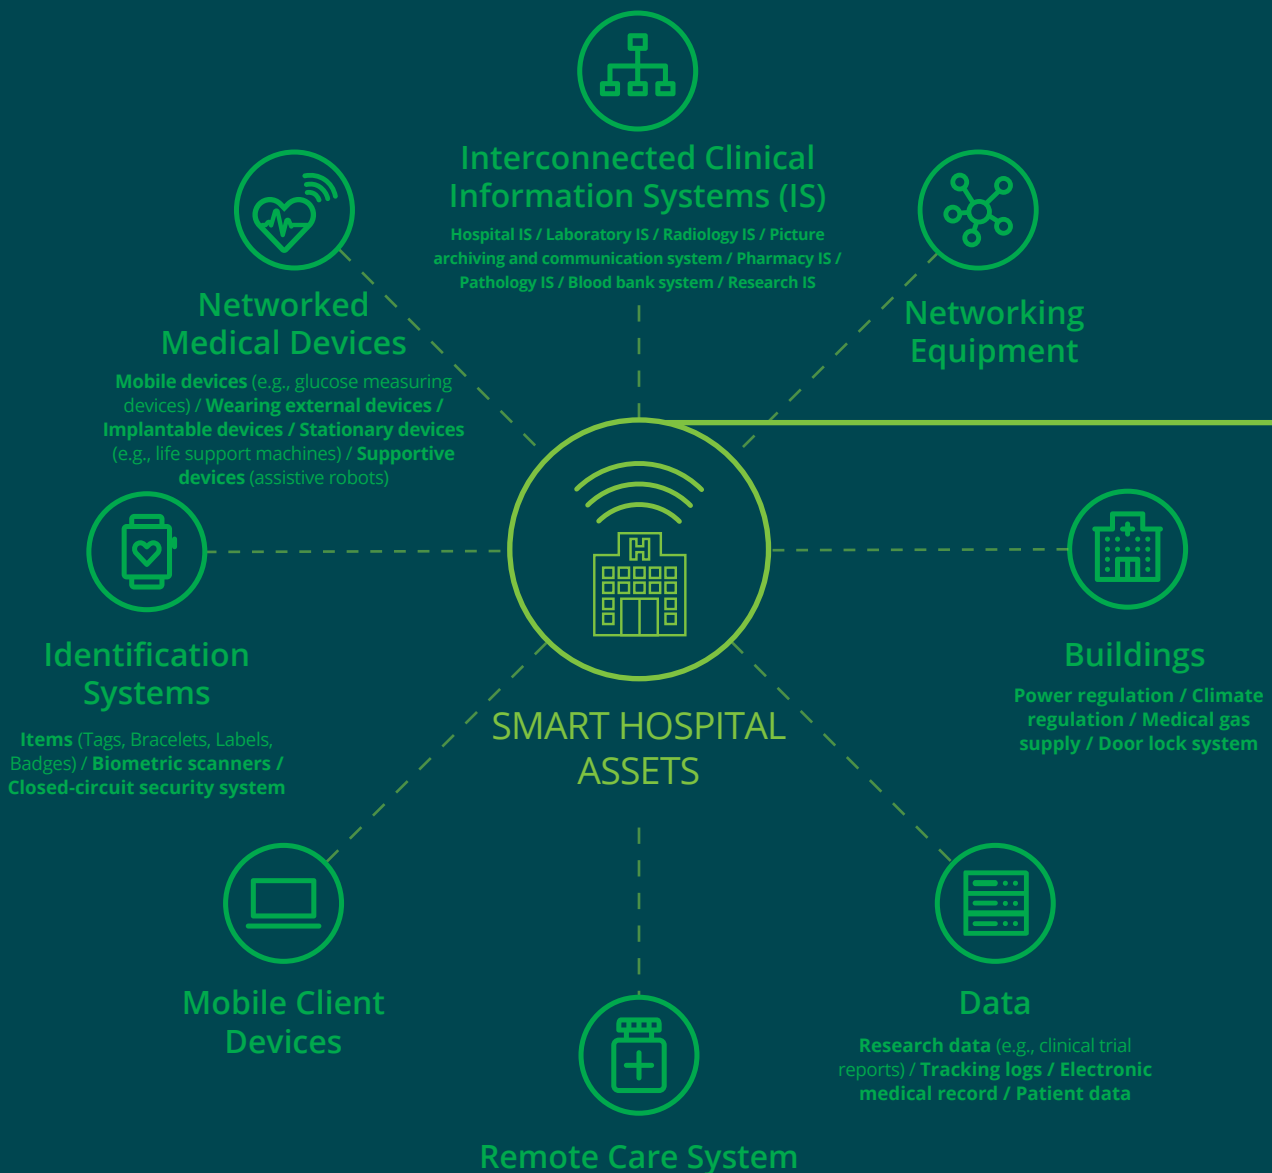 Interconnected Clinical
Information Systems (IS)
Hospital IS / Laboratory IS / Radiology IS / Picture
archiving and communication system / Pharmacy IS /
Pathology IS / Blood bank system / Research IS
Networked
Medical Devices
Mobile devices (e.g., glucose measuring
devices) / Wearing external devices /
Implantable devices / Stationary devices
(e.g., life support machines) / Supportive
devices (assistive robots)
Networking
Equipment
H
SMART HOSPITAL
ASSETS
Identification
Systems
Items (Tags, Bracelets, Labels,
Badges) / Biometric scanners /
Closed-circuit security system
Buildings
Power regulation / Climate
regulation / Medical gas
supply / Door lock system
Mobile Client
Devices
Data
Research data (e.g., clinical trial
reports) / Tracking logs / Electronic
medical record / Patient data
Remote Care System